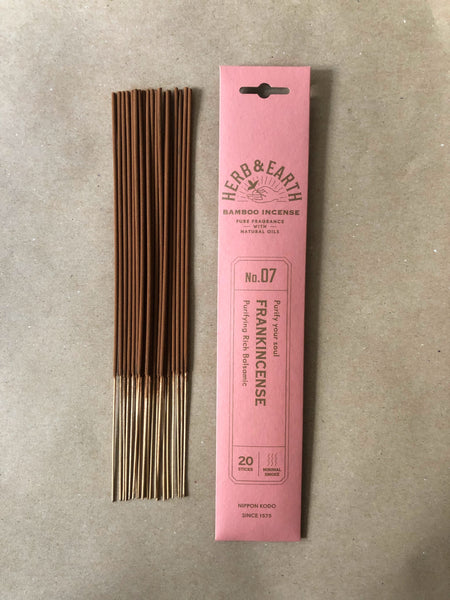 HERB & EARTH
BAMBOO INCENSE
PURE FRAGRANCE
WITH
NATURAL OILS
No.07
Purify your soul
FRANKINCENSE
Purifying Rich Balsamic
20
STICKS
MINIMAL
SMOKE
NIPPON KODO
SINCE 1575